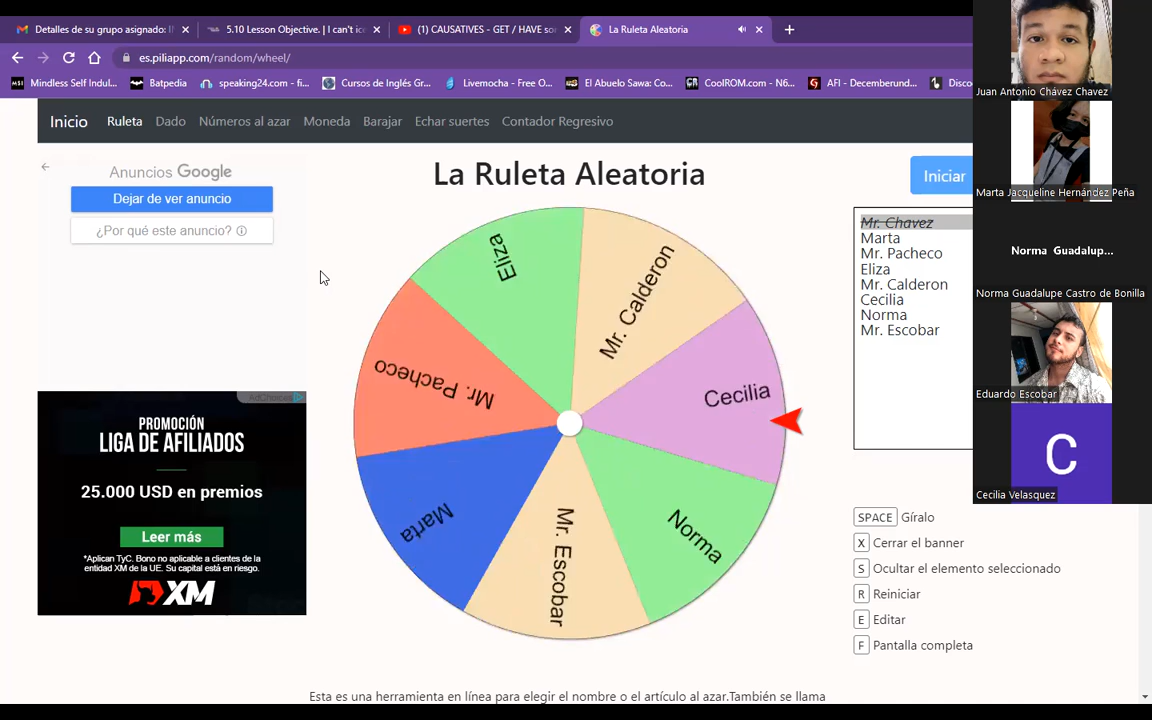 Detalles de su grupo asignado: I
5.10 Lesson Objective. | I can't ic
(1) CAUSATIVES - GET / HAVE so
La Ruleta Aleatoria
es.piliapp.com/random/wheel/
Mindless Self Indul...
Batpedia
speaking24.com - fi...
Cursos de Inglés Gr...
Livemocha - Free O...
El Abuelo Sawa: Co...
CoolROM.com - N6...
AFI - Decemberund...
Disco
Inicio
Ruleta
Dado
Números al azar
Moneda
Barajar
Echar suertes
Contador Regresivo
Anuncios Google
Dejar de ver anuncio
¿Por qué este anuncio?
La Ruleta Aleatoria
Iniciar
Eliza
Mr. Calderon
Cecilia
Norma
Mr. Escobar
Marta
Mr. Pacheco
Mr. Chavez
Marta
Mr. Pacheco
Eliza
Mr. Calderon
Cecilia
Norma
Mr. Escobar
AdChoices
PROMOCIÓN
LIGA DE AFILIADOS
25.000 USD en premios
Leer más
*Aplican TyC. Bono no applicable a clientes de la
entidad XM de la UE. Su capital está en riesgo.
XM
SPACE Gíralo
X Cerrar el banner
S Ocultar el elemento seleccionado
R Reiniciar
E Editar
F Pantalla completa
Esta es una herramienta en línea para elegir el nombre o el artículo al azar.También se llama
Juan Antonio Chávez Chavez
Marta Jacqueline Hernández Peña
Norma Guadalup...
Norma Guadalupe Castro de Bonilla
Eduardo Escobar
C
Cecilia Velasquez